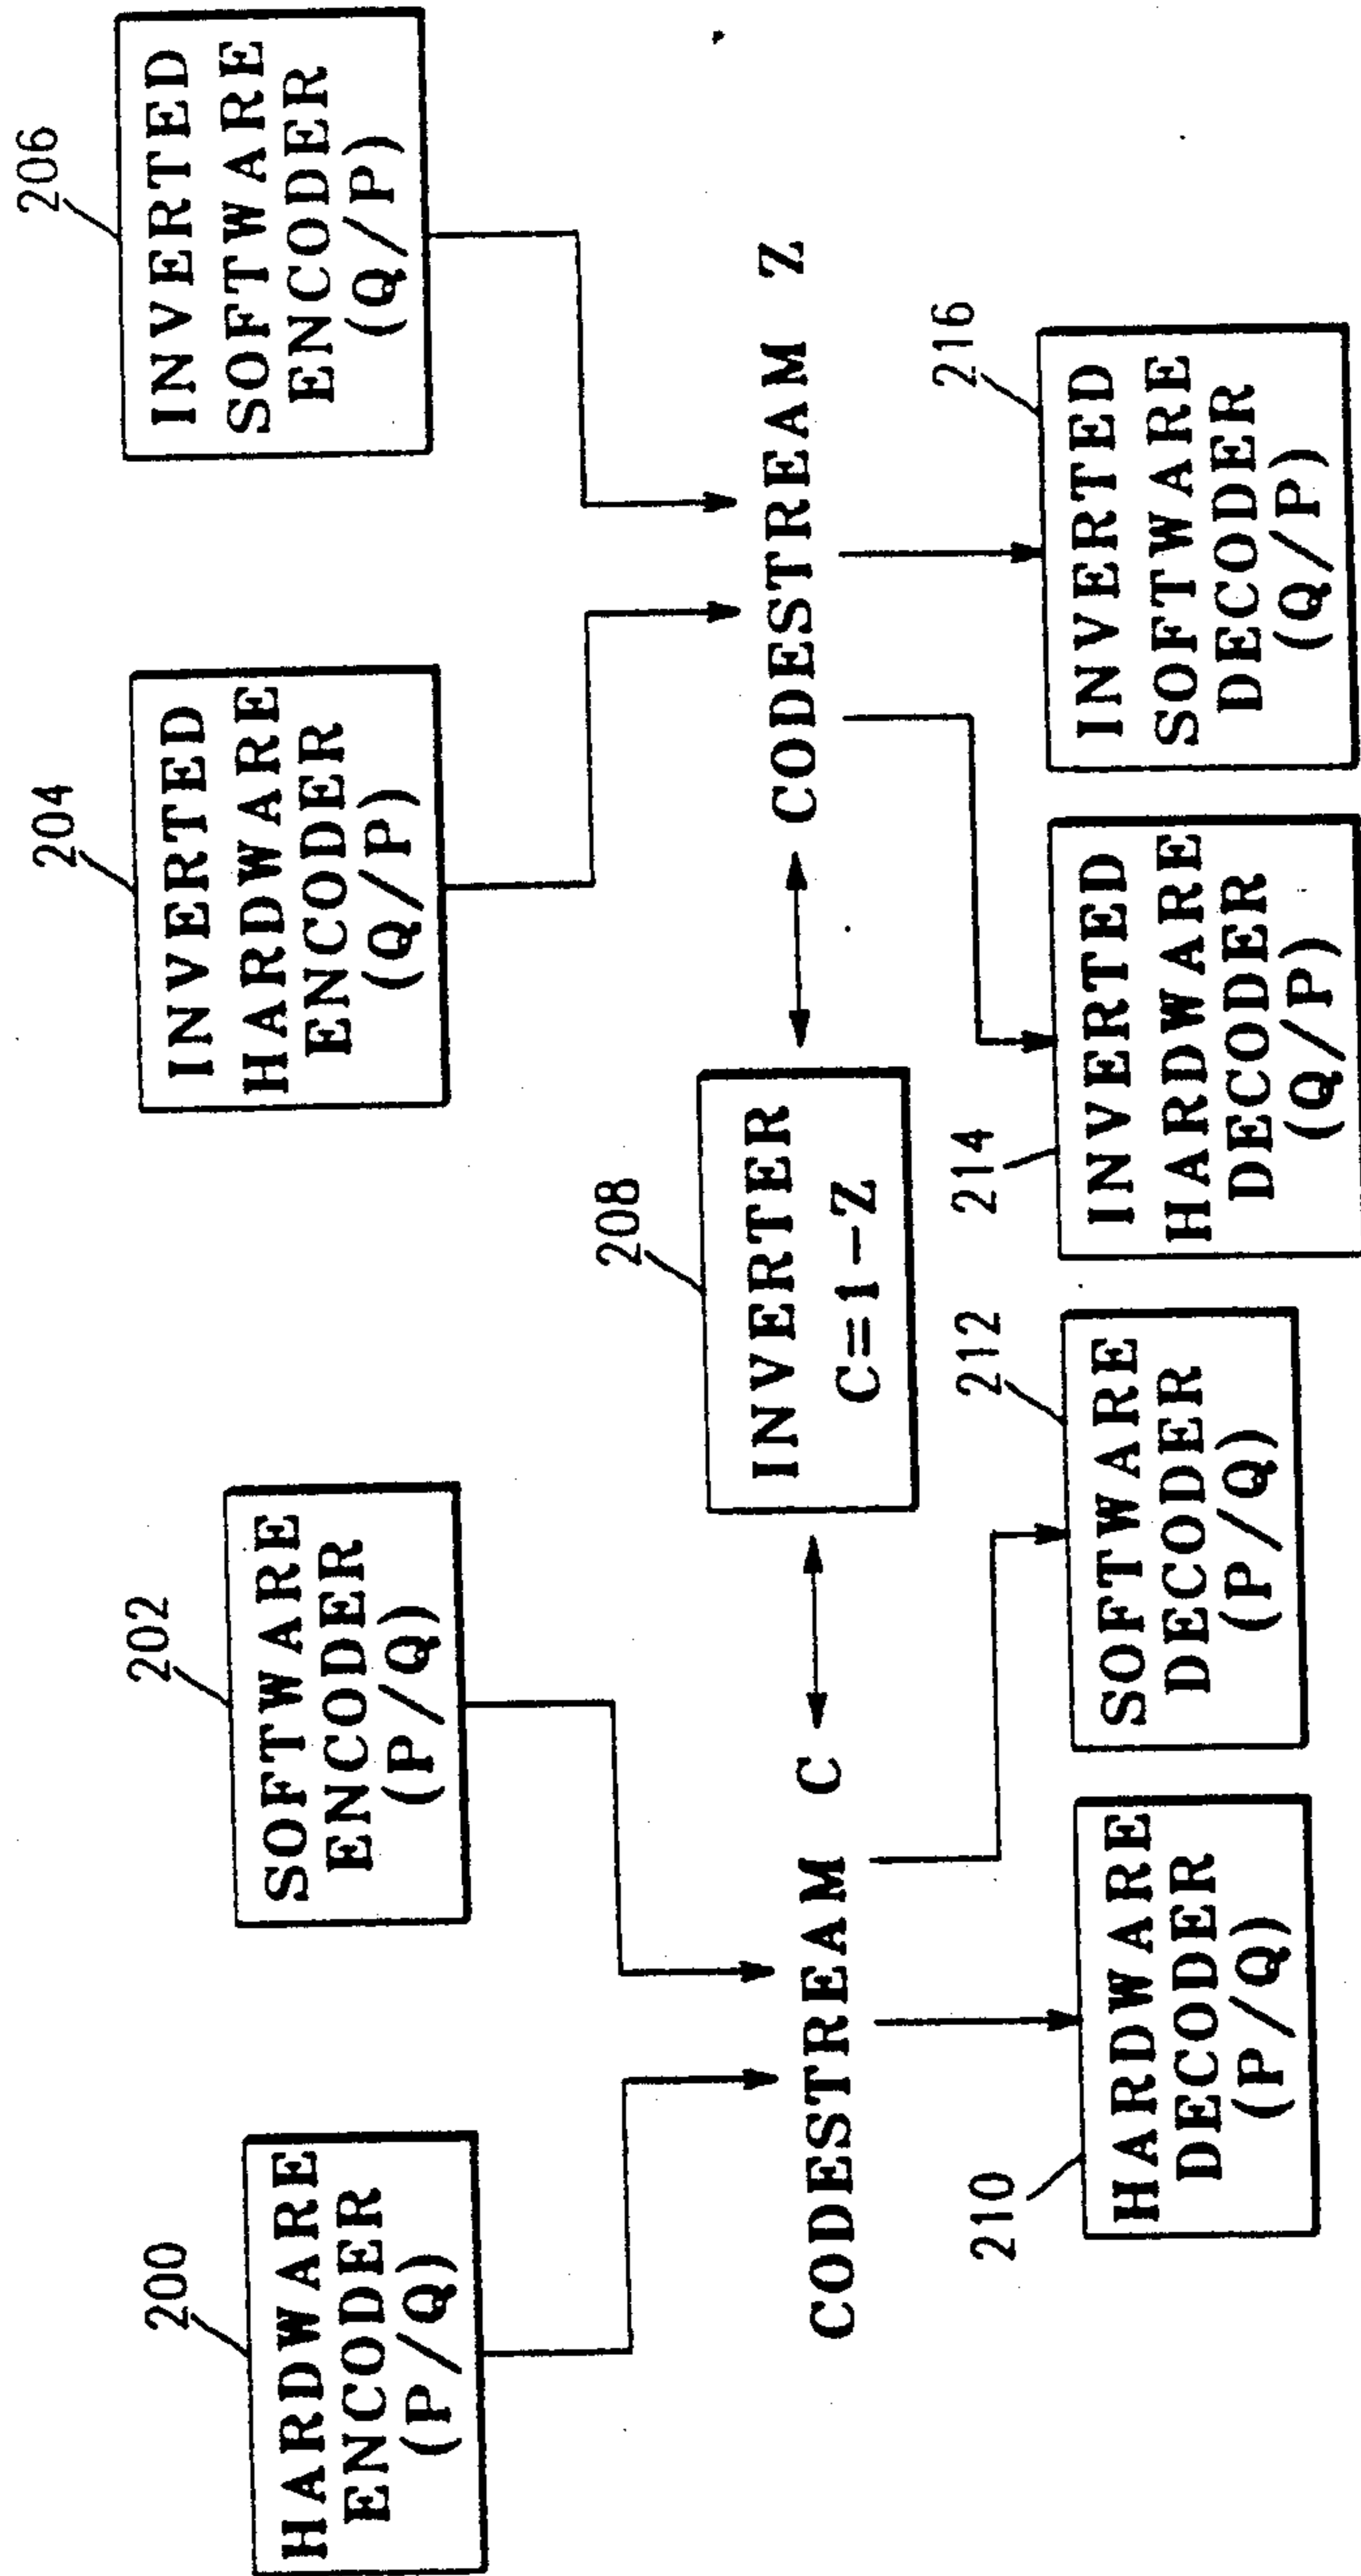 200
HARDWARE
ENCODER
(P/Q)
202
SOFTWARE
ENCODER
(P/Q)
204
INVERTED
HARDWARE
ENCODER
(Q/P)
206
INVERTED
SOFTWARE
ENCODER
(Q/P)
CODESTREAM C
208
INVERTER
C=1-Z
CODESTREAM Z
210
HARDWARE
DECODER
(P/Q)
212
SOFTWARE
DECODER
(P/Q)
214
INVERTED
HARDWARE
DECODER
(Q/P)
216
INVERTED
SOFTWARE
DECODER
(Q/P)